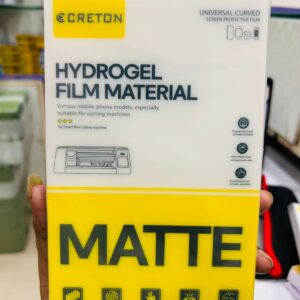 CRETON
UNIVERSAL CURVED
SCREEN PROTECTIVE FILM
HYDROGEL
FILM MATERIAL
Various mobile phone models, especially
suitable for cutting machines
MATTE